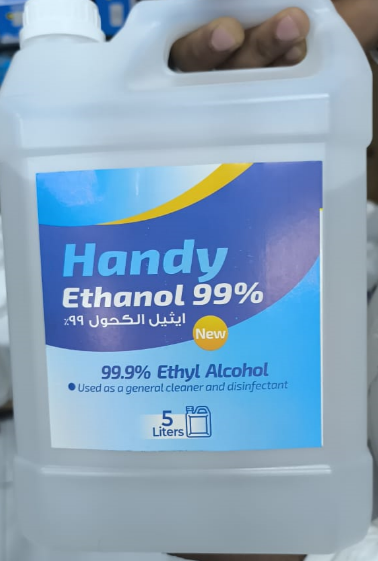 Handy
Ethanol 99%
ايثيل الكحول ٩٩٪
New
99.9% Ethyl Alcohol
Used as a general cleaner and disinfectant
5
Liters